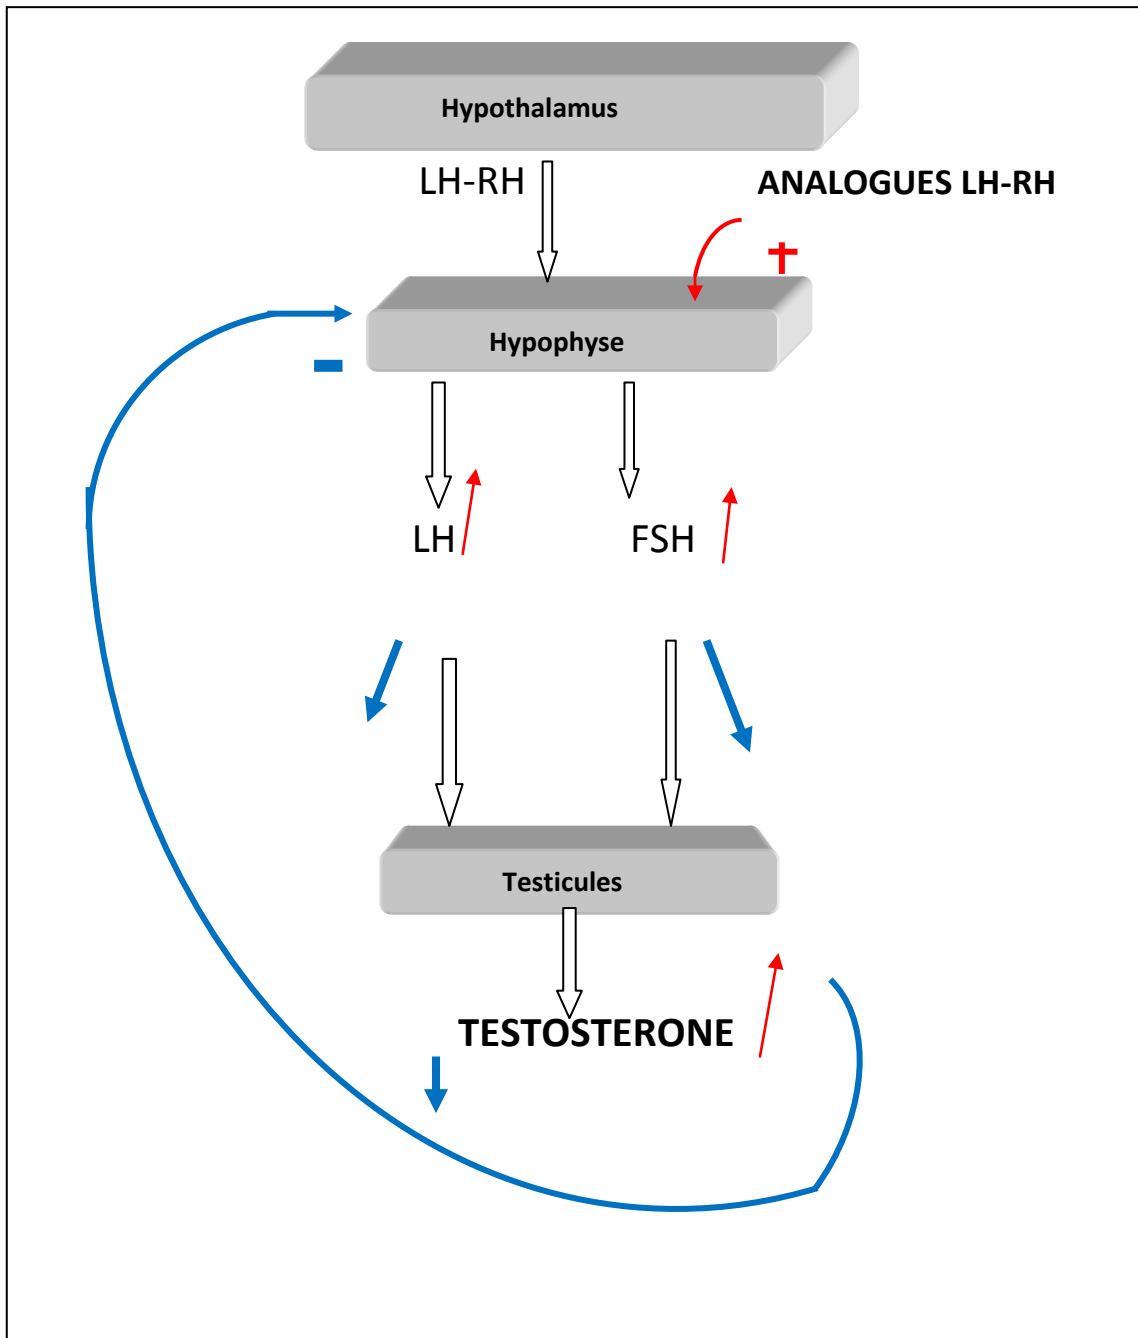 Hypothalamus
LH-RH
ANALOGUES LH-RH
+
Hypophyse
-
LH
FSH
Testicules
TESTOSTERONE